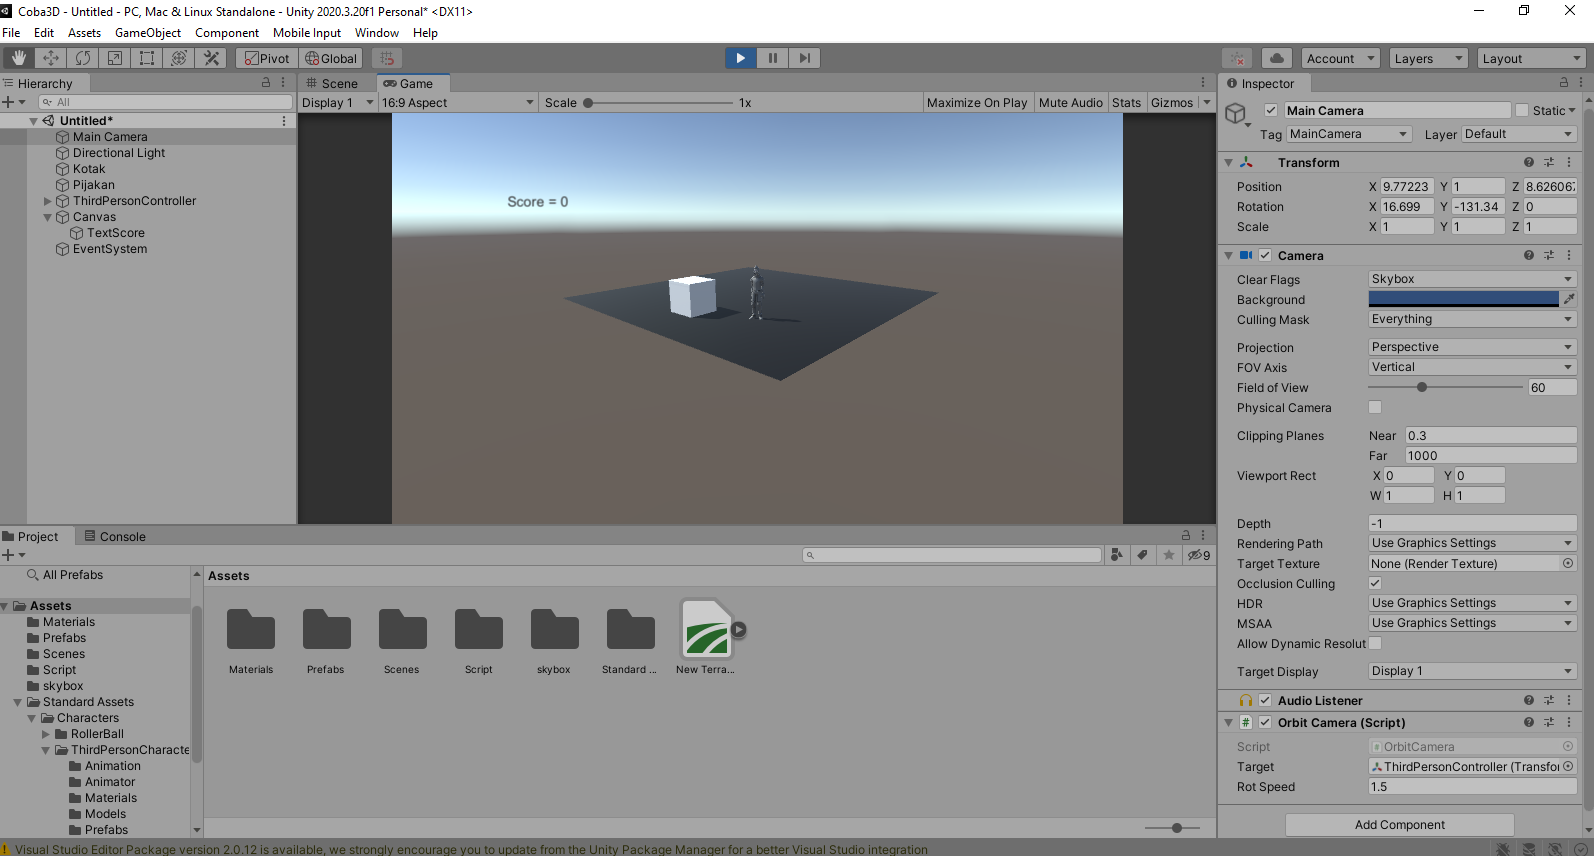 Coba3D - Untitled - PC, Mac & Linux Standalone - Unity 2020.3.20f1 Personal* <DX11>
File Edit Assets GameObject Component Mobile Input Window Help
Pivot Global Account Layers Layout
Hierarchy
All
Untitled*
Main Camera
Directional Light
Kotak
Pijakan
ThirdPersonController
Canvas
TextScore
EventSystem
Scene Game
Display 1 16:9 Aspect Scale 1x Maximize On Play Mute Audio Stats Gizmos
Score = 0
Inspector
Main Camera Static
Tag MainCamera Layer Default
Transform
Position X 9.77223 Y 1 Z 8.62606
Rotation X 16.699 Y -131.34 Z 0
Scale X 1 Y 1 Z 1
Camera
Clear Flags Skybox
Background
Culling Mask Everything
Projection Perspective
FOV Axis Vertical
Field of View 60
Physical Camera
Clipping Planes Near 0.3
Far 1000
Viewport Rect X 0 Y 0
W 1 H 1
Depth -1
Rendering Path Use Graphics Settings
Target Texture None (Render Texture)
Occlusion Culling
HDR Use Graphics Settings
MSAA Use Graphics Settings
Allow Dynamic Resolut
Target Display Display 1
Audio Listener
# Orbit Camera (Script)
Script OrbitCamera
Target ThirdPersonController (Transfor
Rot Speed 1.5
Add Component
Project Console
9
All Prefabs
Assets
Materials
Prefabs
Scenes
Script
skybox
Standard Assets
Characters
RollerBall
ThirdPersonCharacte
Animation
Animator
Materials
Models
Prefabs
Assets
Materials Prefabs Scenes Script skybox Standard ... New Terra...
Visual Studio Editor Package version 2.0.12 is available, we strongly encourage you to update from the Unity Package Manager for a better Visual Studio integration